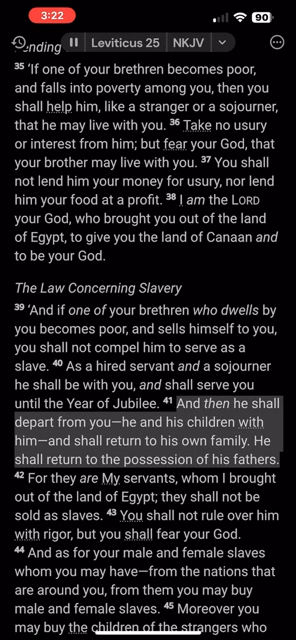 3:22
90
ending
Leviticus 25 NKJV
35 ‘If one of your brethren becomes poor,
and falls into poverty among you, then you
shall help him, like a stranger or a sojourner,
that he may live with you. 36 Take no usury
or interest from him; but fear your God, that
your brother may live with you. 37 You shall
not lend him your money for usury, nor lend
him your food at a profit. 38 I am the LORD
your God, who brought you out of the land
of Egypt, to give you the land of Canaan and
to be your God.
The Law Concerning Slavery
39 ‘And if one of your brethren who dwells by
you becomes poor, and sells himself to you,
you shall not compel him to serve as a
slave. 40 As a hired servant and a sojourner
he shall be with you, and shall serve you
until the Year of Jubilee. 41 And then he shall
depart from you—he and his children with
him—and shall return to his own family. He
shall return to the possession of his fathers.
42 For they are My servants, whom I brought
out of the land of Egypt; they shall not be
sold as slaves. 43 You shall not rule over him
with rigor, but you shall fear your God.
44 And as for your male and female slaves
whom you may have—from the nations that
are around you, from them you may buy
male and female slaves. 45 Moreover you
may buy the children of the strangers who